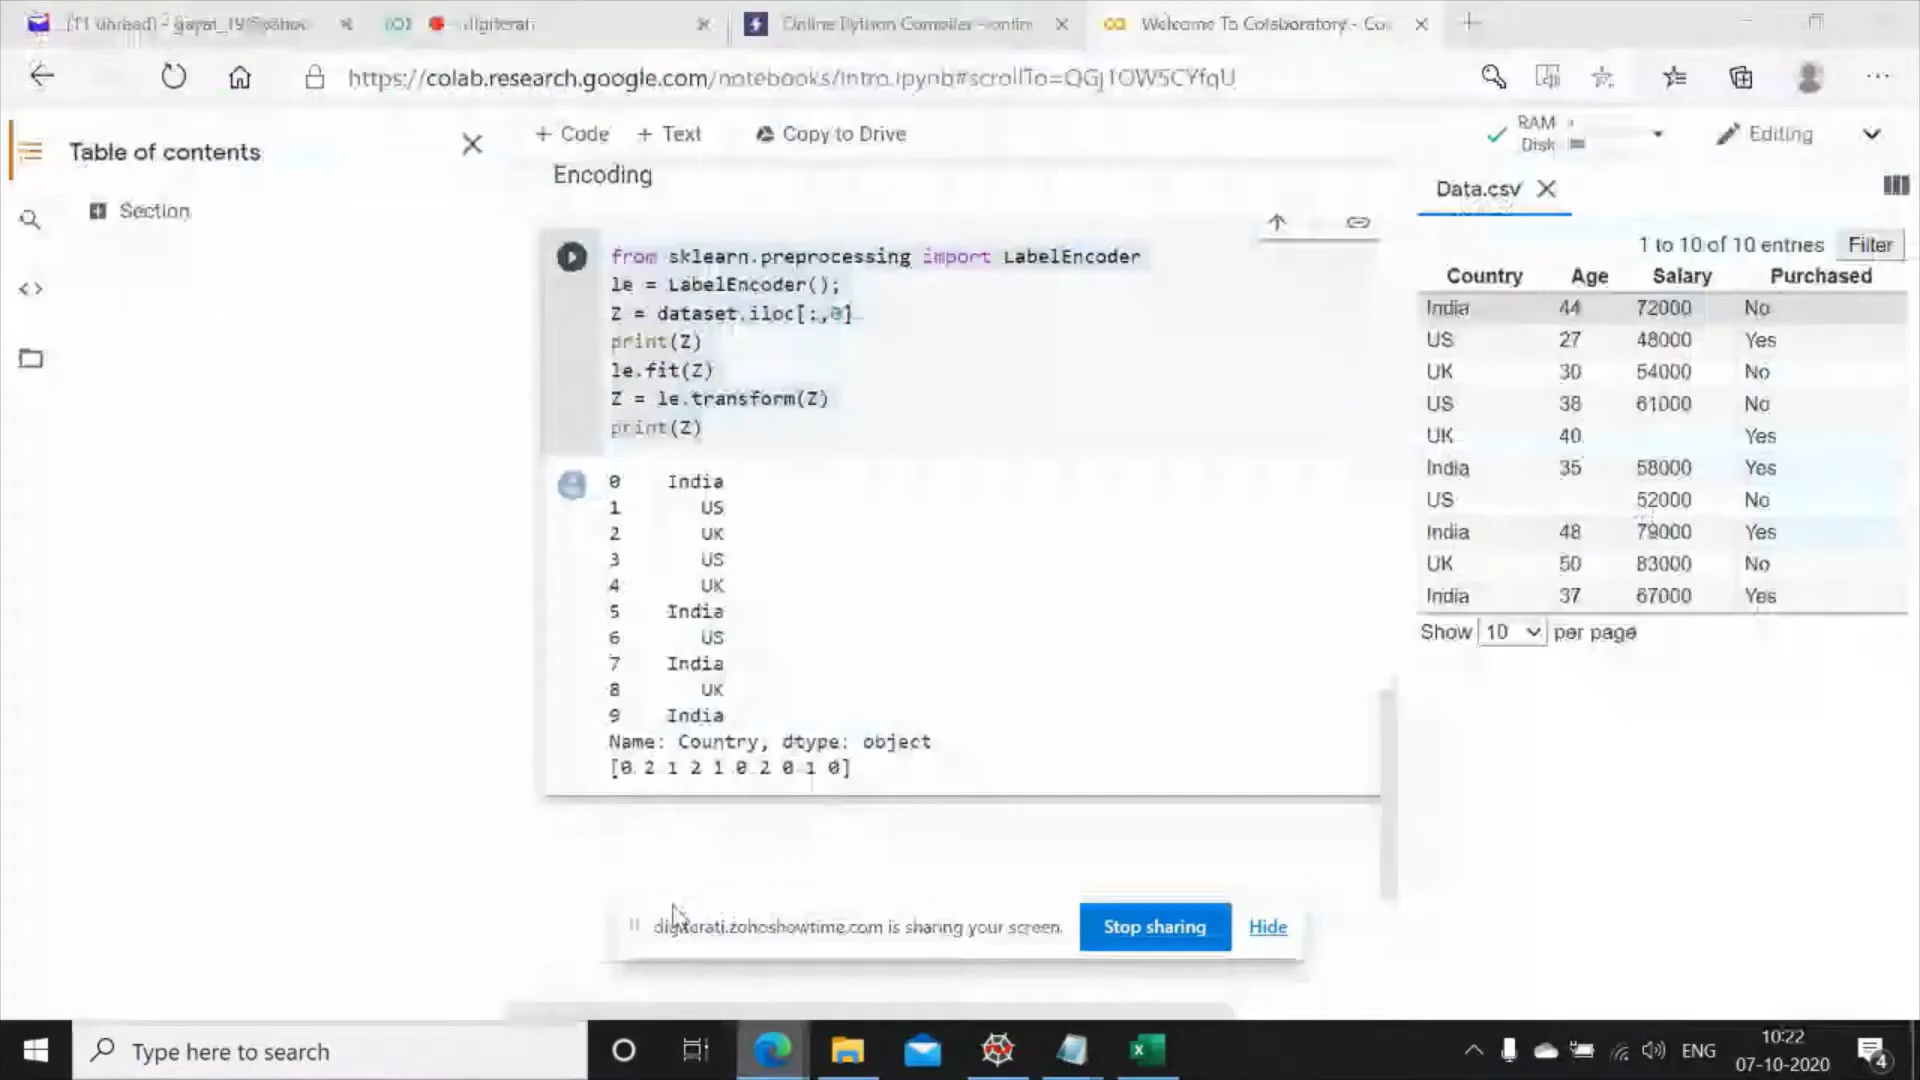 Online Python Compiler - onlin
Welcome To Colaboratory - Co
https://colab.research.google.com/notebooks/intro.ipynb#scrollTo=QGj1OW5CYfqU
Table of contents
Section
+ Code + Text Copy to Drive
RAM
Disk
Editing
Encoding
from sklearn.preprocessing import LabelEncoder
le = LabelEncoder();
Z = dataset.iloc[:,0]
print(Z)
le.fit(Z)
Z = le.transform(Z)
print(Z)
0 India
1 US
2 UK
3 US
4 UK
5 India
6 US
7 India
8 UK
9 India
Name: Country, dtype: object
[0 2 1 2 1 0 2 0 1 0]
Data.csv
1 to 10 of 10 entries Filter
Country Age Salary Purchased
India 44 72000 No
US 27 48000 Yes
UK 30 54000 No
US 38 61000 No
UK 40 Yes
India 35 58000 Yes
US 52000 No
India 48 79000 Yes
UK 50 83000 No
India 37 67000 Yes
Show 10 per page
digiterati.zohoshowtime.com is sharing your screen. Stop sharing Hide
Type here to search
ENG
10:22
07-10-2020
4